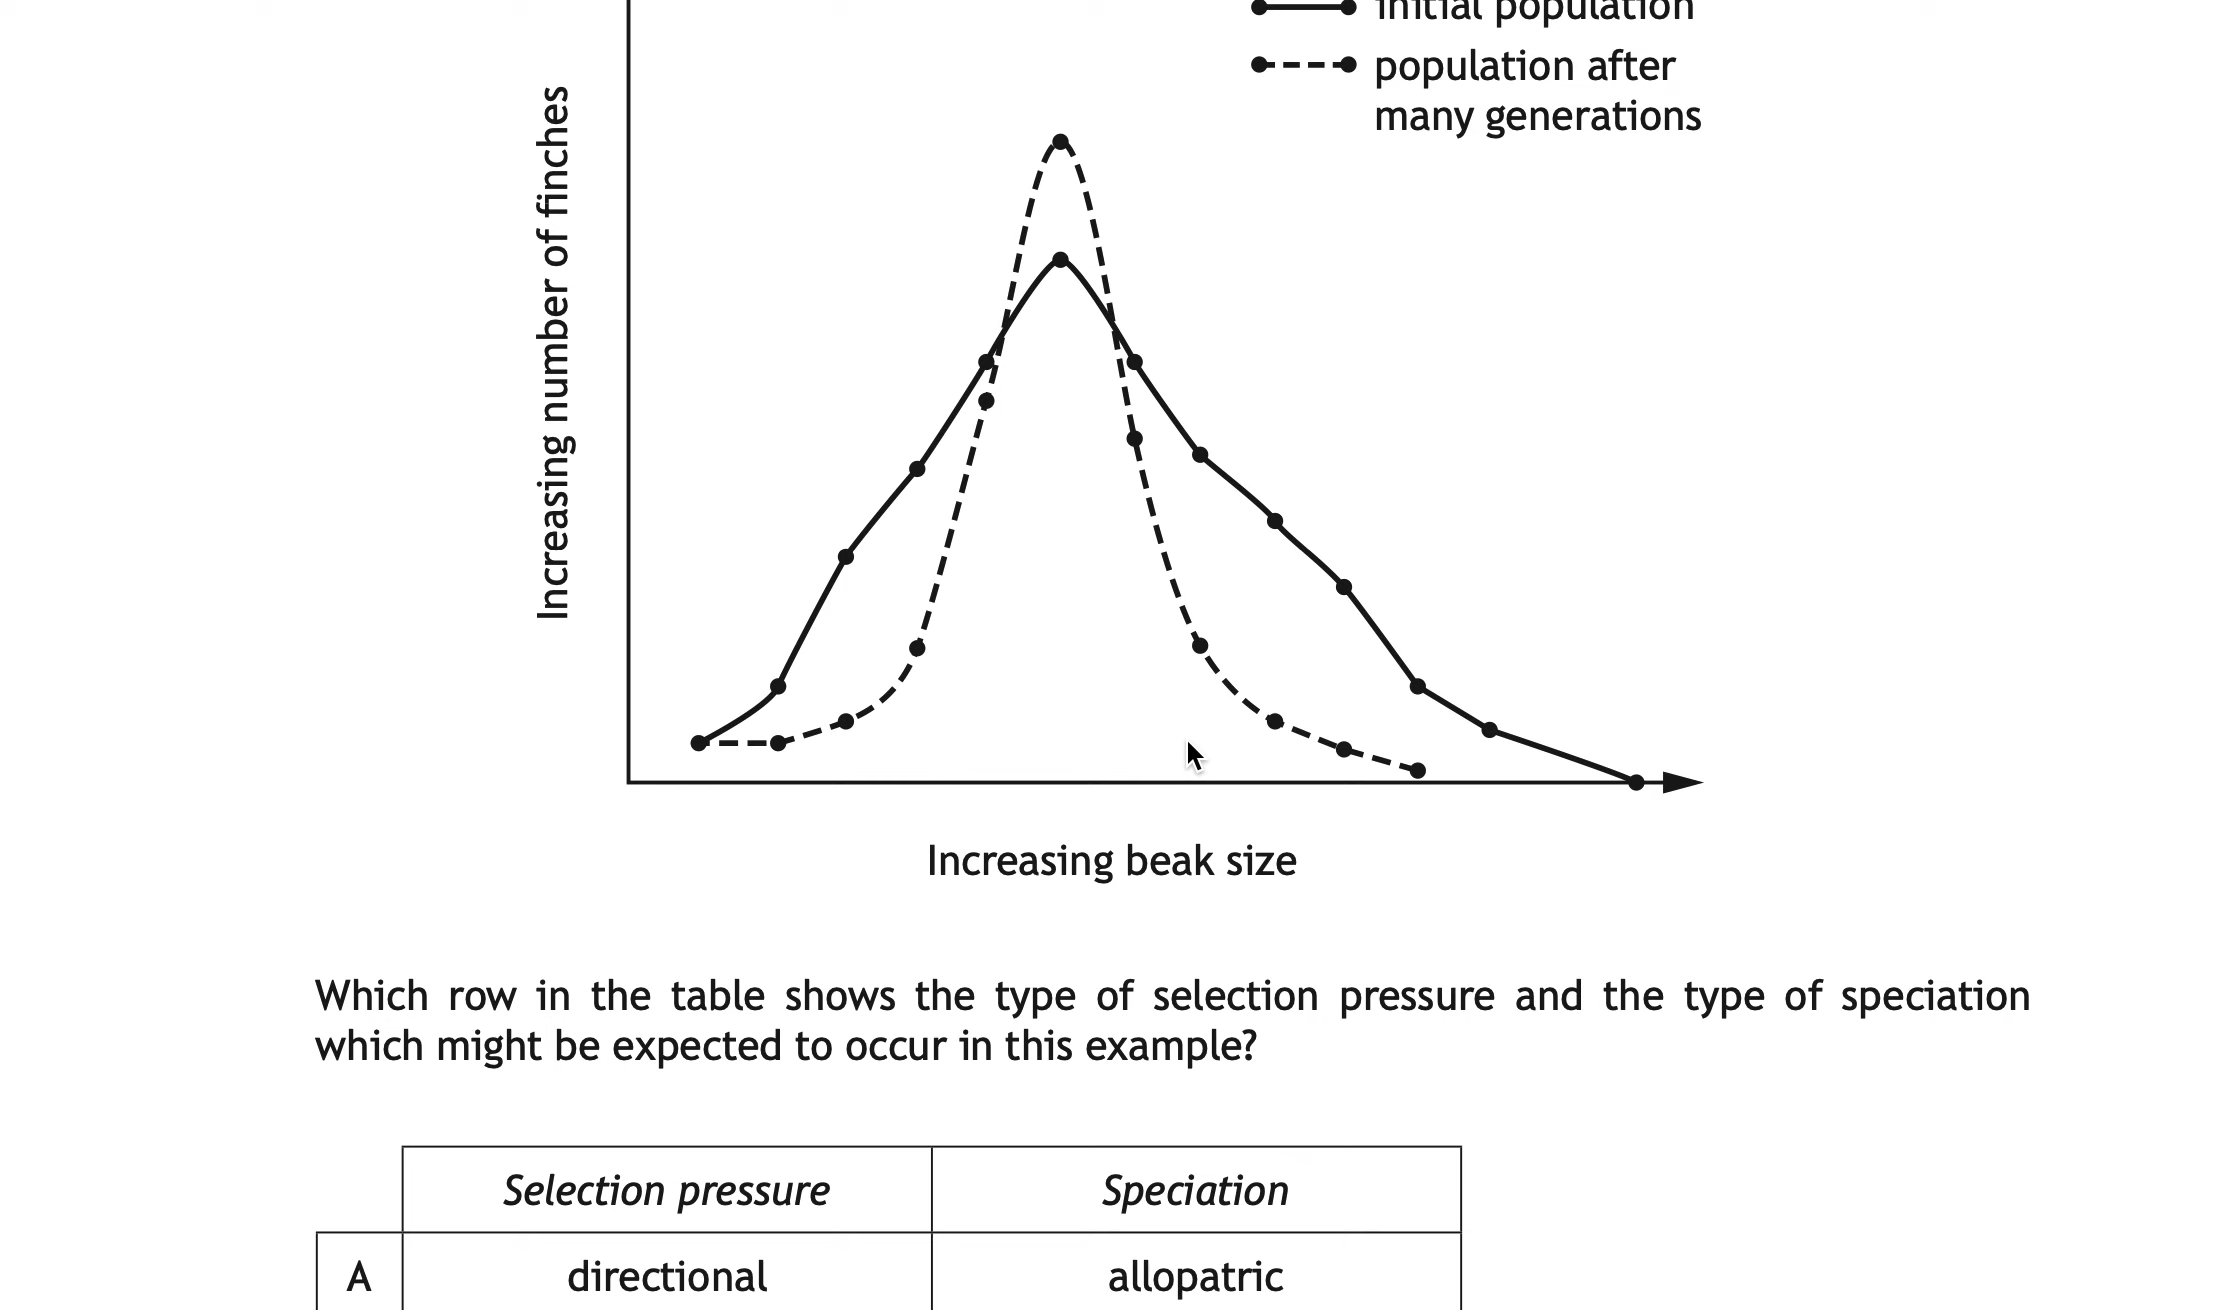 initial population
population after
many generations
Increasing number of finches
Increasing beak size
Which row in the table shows the type of selection pressure and the type of speciation
which might be expected to occur in this example?
Selection pressure Speciation
A directional allopatric